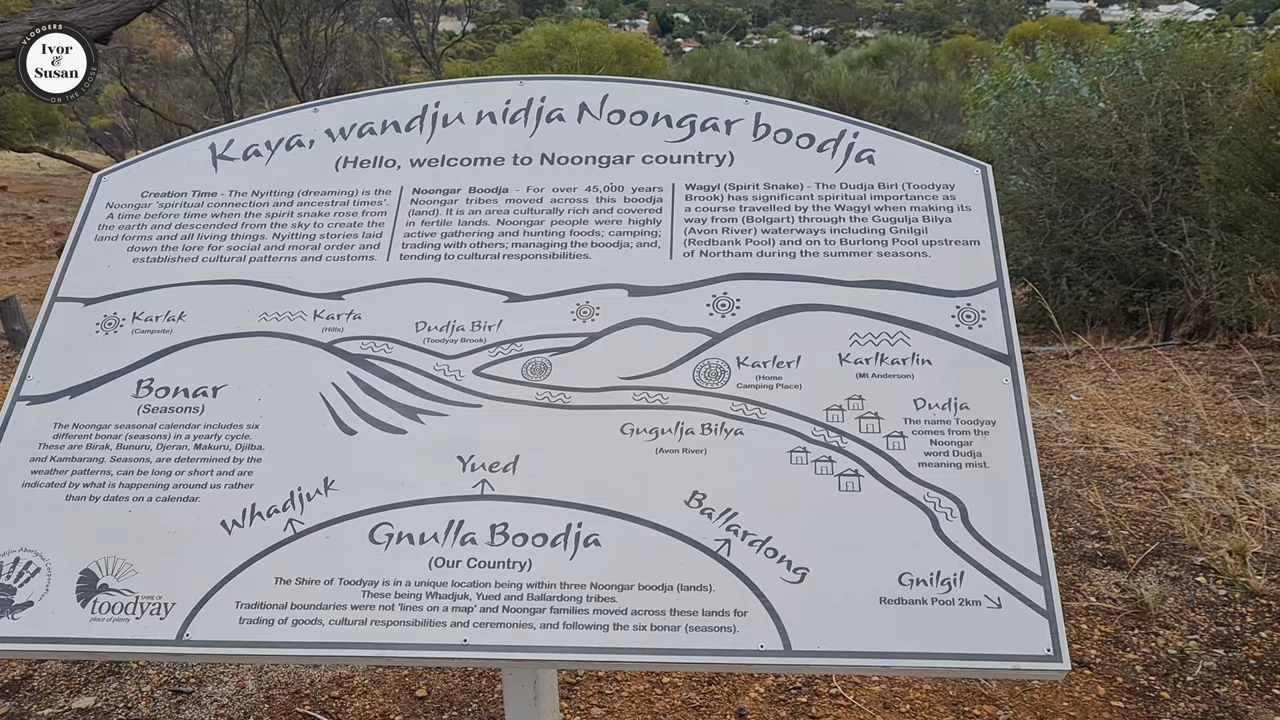 VLOGGERS
Ivor
&
Susan
ON THE LOOSE
Kaya, wandju nidja Noongar boodja
(Hello, welcome to Noongar country)
Creation Time - The Nyitting (dreaming) is the
Noongar 'spiritual connection and ancestral times'.
A time before time when the spirit snake rose from
the earth and descended from the sky to create the
land forms and all living things. Nyitting stories laid
down the lore for social and moral order and
established cultural patterns and customs.
Noongar Boodja - For over 45,000 years
Noongar tribes moved across this boodja
(land). It is an area culturally rich and covered
in fertile lands. Noongar people were highly
active gathering and hunting foods; camping;
trading with others; managing the boodja; and,
tending to cultural responsibilities.
Wagyl (Spirit Snake) - The Dudja Birl (Toodyay
Brook) has significant spiritual importance as
a course travelled by the Wagyl when making its
way from (Bolgart) through the Gugulja Bilya
(Avon River) waterways including Gnilgil
(Redbank Pool) and on to Burlong Pool upstream
of Northam during the summer seasons.
Karlak
(Campsite)
Karta
(Hills)
Dudja Birl
(Toodyay Brook)
Karlerl
(Home
Camping Place)
Karlkarlin
(Mt Anderson)
Bonar
(Seasons)
The Noongar seasonal calendar includes six
different bonar (seasons) in a yearly cycle.
These are Birak, Bunuru, Djeran, Makuru, Djilba.
and Kambarang. Seasons, are determined by the
weather patterns, can be long or short and are
indicated by what is happening around us rather
than by dates on a calendar.
Gugulja Bilya
(Avon River)
Dudja
The name Toodyay
comes from the
Noongar
word Dudja
meaning mist.
Whadjuk
Yued
Ballardong
Gnulla Boodja
(Our Country)
The Shire of Toodyay is in a unique location being within three Noongar boodja (lands).
These being Whadjuk, Yued and Ballardong tribes.
Traditional boundaries were not 'lines on a map' and Noongar families moved across these lands for
trading of goods, cultural responsibilities and ceremonies, and following the six bonar (seasons).
Gnilgil
Redbank Pool 2km
SHIRE OF
toodyay
place of plenty